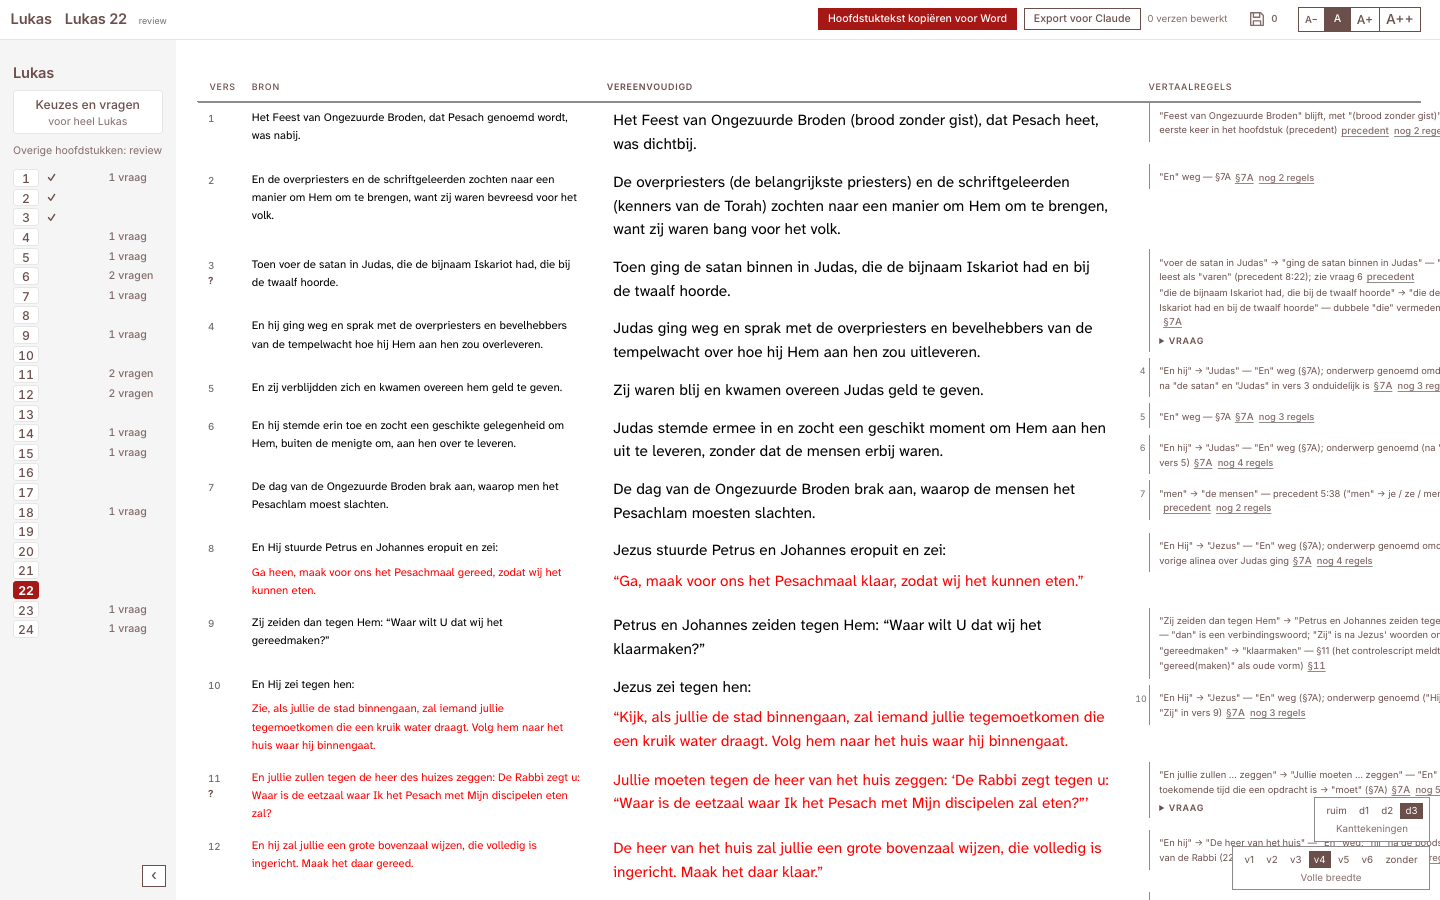 Lukas Lukas 22 review
Hoofdstuktekst kopiëren voor Word Export voor Claude 0 verzen bewerkt 0 A− A A+ A++
Lukas
Keuzes en vragen
voor heel Lukas
Overige hoofdstukken: review
1 1 vraag
2
3
4 1 vraag
5 1 vraag
6 2 vragen
7 1 vraag
8
9 1 vraag
10
11 2 vragen
12 2 vragen
13
14 1 vraag
15 1 vraag
16
17
18 1 vraag
19
20
21
22
23 1 vraag
24 1 vraag
VERS BRON VEREENVOUDIGD VERTAALREGELS
1
Het Feest van Ongezuurde Broden, dat Pesach genoemd wordt,
was nabij.
Het Feest van Ongezuurde Broden (brood zonder gist), dat Pesach heet,
was dichtbij.
"Feest van Ongezuurde Broden" blijft, met "(brood zonder gist)"
eerste keer in het hoofdstuk (precedent) precedent nog 2 rege
2
En de overpriesters en de schriftgeleerden zochten naar een
manier om Hem om te brengen, want zij waren bevreesd voor het
volk.
De overpriesters (de belangrijkste priesters) en de schriftgeleerden
(kenners van de Torah) zochten naar een manier om Hem om te brengen,
want zij waren bang voor het volk.
"En" weg — §7A §7A nog 2 regels
3
?
Toen voer de satan in Judas, die de bijnaam Iskariot had, die bij
de twaalf hoorde.
Toen ging de satan binnen in Judas, die de bijnaam Iskariot had en bij
de twaalf hoorde.
"voer de satan in Judas" → "ging de satan binnen in Judas" — "
leest als "varen" (precedent 8:22); zie vraag 6 precedent
"die de bijnaam Iskariot had, die bij de twaalf hoorde" → "die de
Iskariot had en bij de twaalf hoorde" — dubbele "die" vermeden
§7A
VRAAG
4
En hij ging weg en sprak met de overpriesters en bevelhebbers
van de tempelwacht hoe hij Hem aan hen zou overleveren.
Judas ging weg en sprak met de overpriesters en bevelhebbers van de
tempelwacht over hoe hij Hem aan hen zou uitleveren.
4
"En hij" → "Judas" — "En" weg (§7A); onderwerp genoemd omd
na "de satan" en "Judas" in vers 3 onduidelijk is §7A nog 3 reg
5
En zij verblijdden zich en kwamen overeen hem geld te geven.
Zij waren blij en kwamen overeen Judas geld te geven.
5
"En" weg — §7A §7A nog 3 regels
6
En hij stemde erin toe en zocht een geschikte gelegenheid om
Hem, buiten de menigte om, aan hen over te leveren.
Judas stemde ermee in en zocht een geschikt moment om Hem aan hen
uit te leveren, zonder dat de mensen erbij waren.
6
"En hij" → "Judas" — "En" weg (§7A); onderwerp genoemd (na "
vers 5) §7A nog 4 regels
7
De dag van de Ongezuurde Broden brak aan, waarop men het
Pesachlam moest slachten.
De dag van de Ongezuurde Broden brak aan, waarop de mensen het
Pesachlam moesten slachten.
7
"men" → "de mensen" — precedent 5:38 ("men" → je / ze / men
precedent nog 2 regels
8
En Hij stuurde Petrus en Johannes eropuit en zei:
Ga heen, maak voor ons het Pesachmaal gereed, zodat wij het
kunnen eten.
Jezus stuurde Petrus en Johannes eropuit en zei:
“Ga, maak voor ons het Pesachmaal klaar, zodat wij het kunnen eten.”
"En Hij" → "Jezus" — "En" weg (§7A); onderwerp genoemd omd
vorige alinea over Judas ging §7A nog 4 regels
9
Zij zeiden dan tegen Hem: “Waar wilt U dat wij het
gereedmaken?”
Petrus en Johannes zeiden tegen Hem: “Waar wilt U dat wij het
klaarmaken?”
"Zij zeiden dan tegen Hem" → "Petrus en Johannes zeiden tege
— "dan" is een verbindingswoord; "Zij" is na Jezus' woorden on
"gereedmaken" → "klaarmaken" — §11 (het controlescript meldt
"gereed(maken)" als oude vorm) §11
10
En Hij zei tegen hen:
Zie, als jullie de stad binnengaan, zal iemand jullie
tegemoetkomen die een kruik water draagt. Volg hem naar het
huis waar hij binnengaat.
Jezus zei tegen hen:
“Kijk, als jullie de stad binnengaan, zal iemand jullie tegemoetkomen die
een kruik water draagt. Volg hem naar het huis waar hij binnengaat.
10
"En Hij" → "Jezus" — "En" weg (§7A); onderwerp genoemd ("Hij
"Zij" in vers 9) §7A nog 3 regels
11
?
En jullie zullen tegen de heer des huizes zeggen: De Rabbi zegt u:
Waar is de eetzaal waar Ik het Pesach met Mijn discipelen eten
zal?
Jullie moeten tegen de heer van het huis zeggen: ‘De Rabbi zegt tegen u:
“Waar is de eetzaal waar Ik het Pesach met Mijn discipelen zal eten?”’
"En jullie zullen ... zeggen" → "Jullie moeten ... zeggen" — "En"
toekomende tijd die een opdracht is → "moet" (§7A) §7A nog 5
VRAAG
12
En hij zal jullie een grote bovenzaal wijzen, die volledig is
ingericht. Maak het daar gereed.
De heer van het huis zal jullie een grote bovenzaal wijzen, die volledig is
ingericht. Maak het daar klaar.”
"En hij" → "De heer van het huis" — "En" weg; "hij" na de
van de Rabbi (22
ruim d1 d2 d3
Kanttekeningen
v1 v2 v3 v4 v5 v6 zonder
Volle breedte